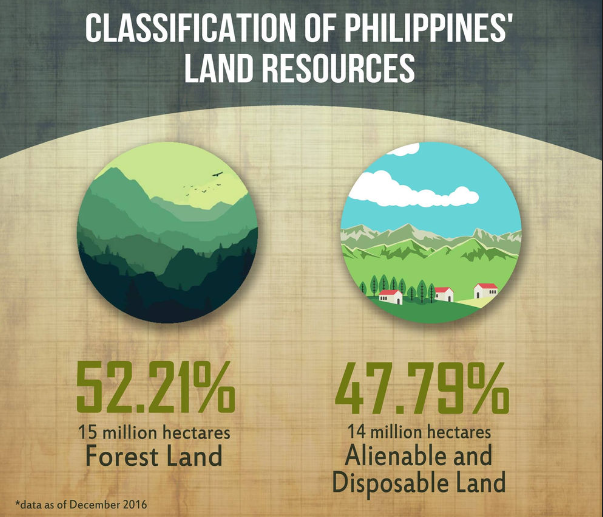 CLASSIFICATION OF PHILIPPINES'
LAND RESOURCES
52.21%
15 million hectares
Forest Land
47.79%
14 million hectares
Alienable and
Disposable Land
*data as of December 2016